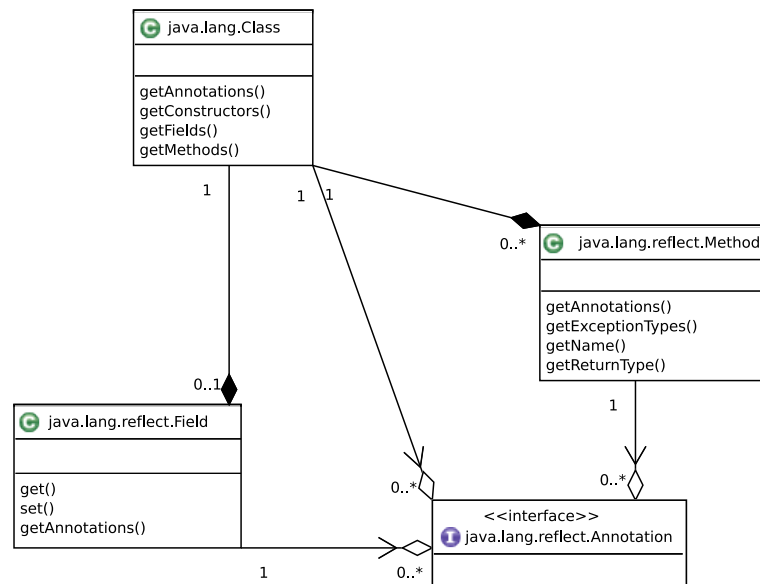 C java.lang.Class
getAnnotations()
getConstructors()
getFields()
getMethods()
1
1
1
0..*
C java.lang.reflect.Method
getAnnotations()
getExceptionTypes()
getName()
getReturnType()
0..1
1
C java.lang.reflect.Field
get()
set()
getAnnotations()
0..*
0..*
<<interface>>
I java.lang.reflect.Annotation
1
0..*